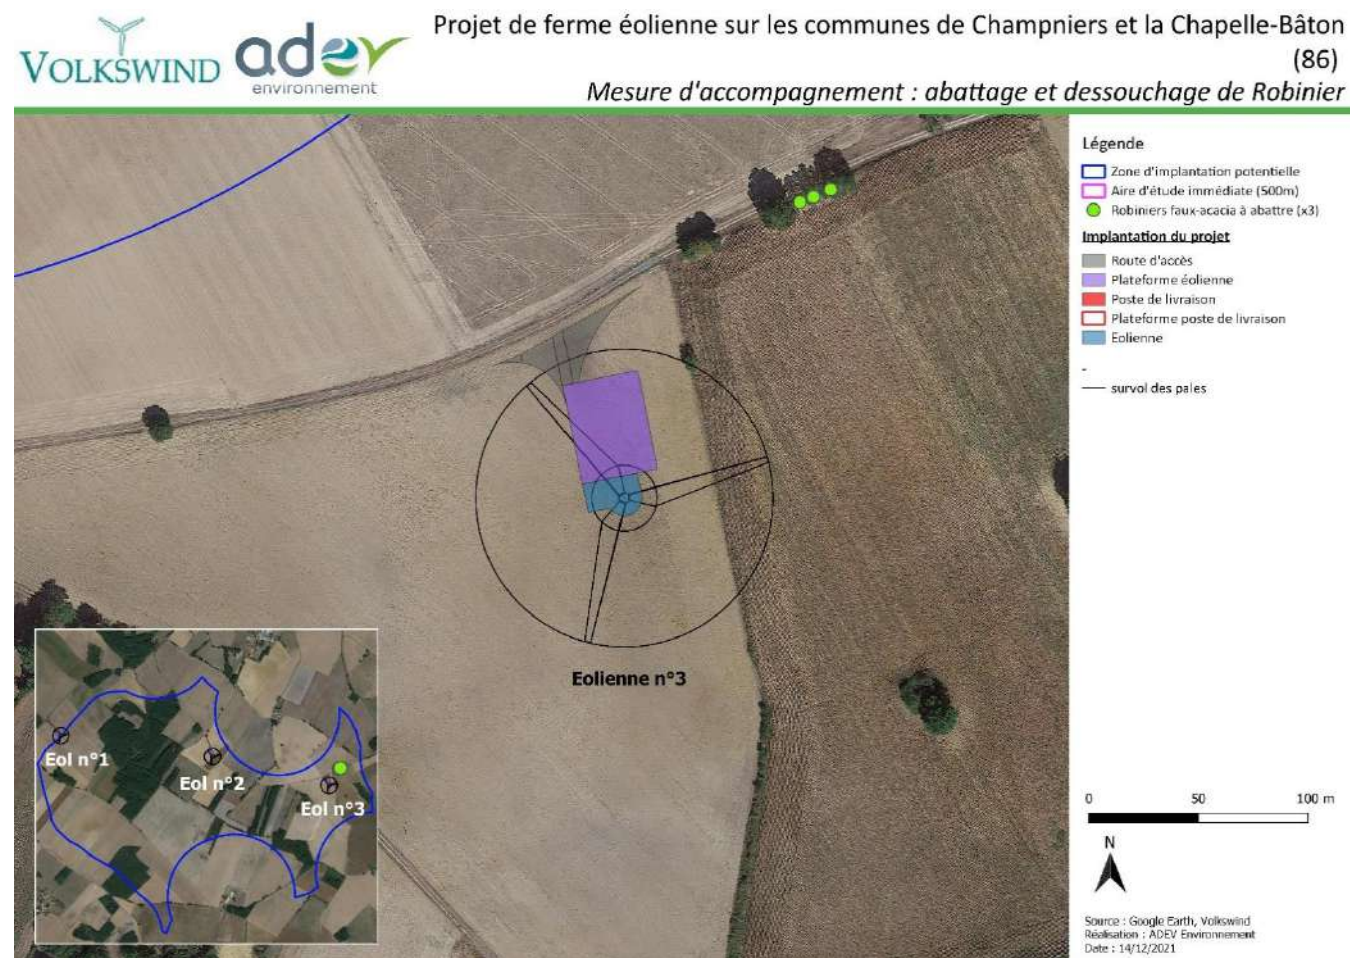 Projet de ferme éolienne sur les communes de Champniers et la Chapelle-Bâton
(86)
Mesure d'accompagnement : abattage et dessouchage de Robinier
VOLKSWIND
adev
environnement
Légende
Zone d'implantation potentielle
Aire d'étude immédiate (500m)
Robiniers faux-acacia à abattre (x3)
Implantation du projet
Route d'accès
Plateforme éolienne
Poste de livraison
Plateforme poste de livraison
Eolienne
-
survol des pales
Eolienne n°3
Eol n°1
Eol n°2
Eol n°3
0 50 100 m
N
Source : Google Earth, Volkswind
Réalisation : ADEV Environnement
Date : 14/12/2021